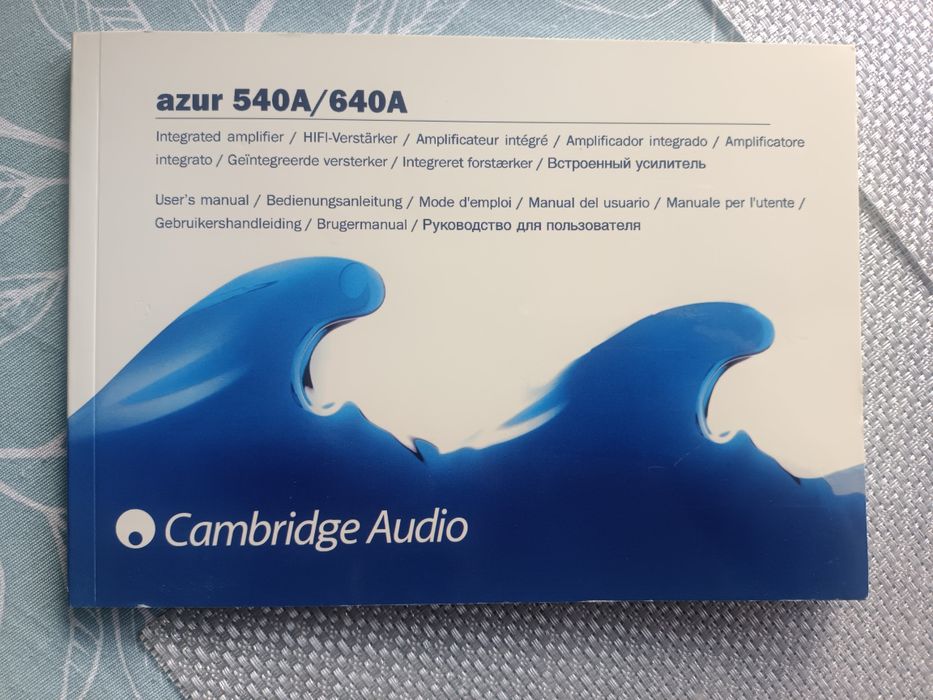 azur 540A/640A
Integrated amplifier / HIFI-Verstärker / Amplificateur intégré / Amplificador integrado / Amplificatore
integrato / Geïntegreerde versterker / Integreret forstærker / Встроенный усилитель
User's manual / Bedienungsanleitung / Mode d'emploi / Manual del usuario / Manuale per l'utente /
Gebruikershandleiding / Brugermanual / Руководство для пользователя
Cambridge Audio